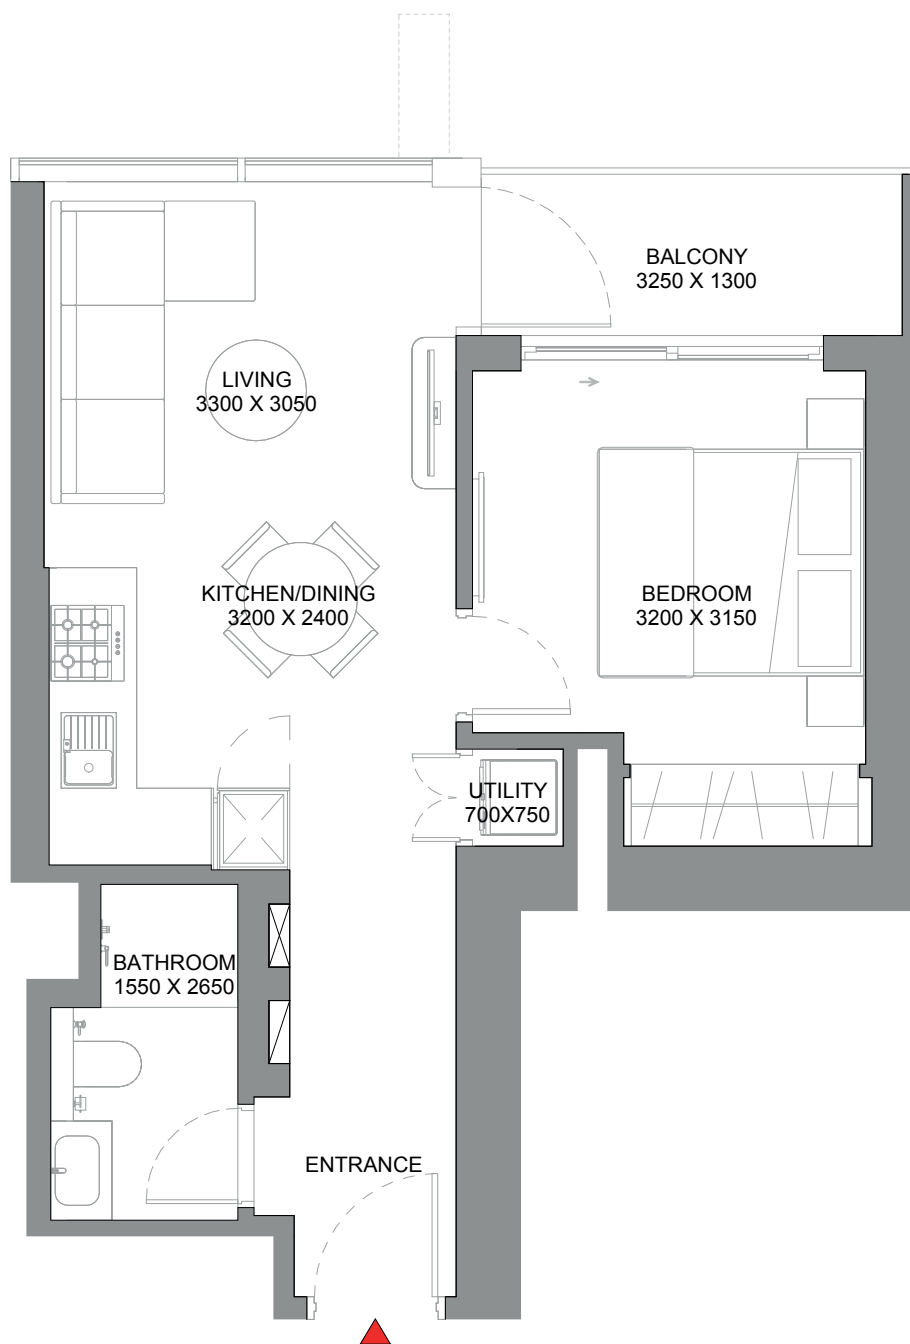 BALCONY
3250 X 1300
LIVING
3300 X 3050
KITCHEN/DINING
3200 X 2400
BEDROOM
3200 X 3150
UTILITY
700X750
BATHROOM
1550 X 2650
ENTRANCE